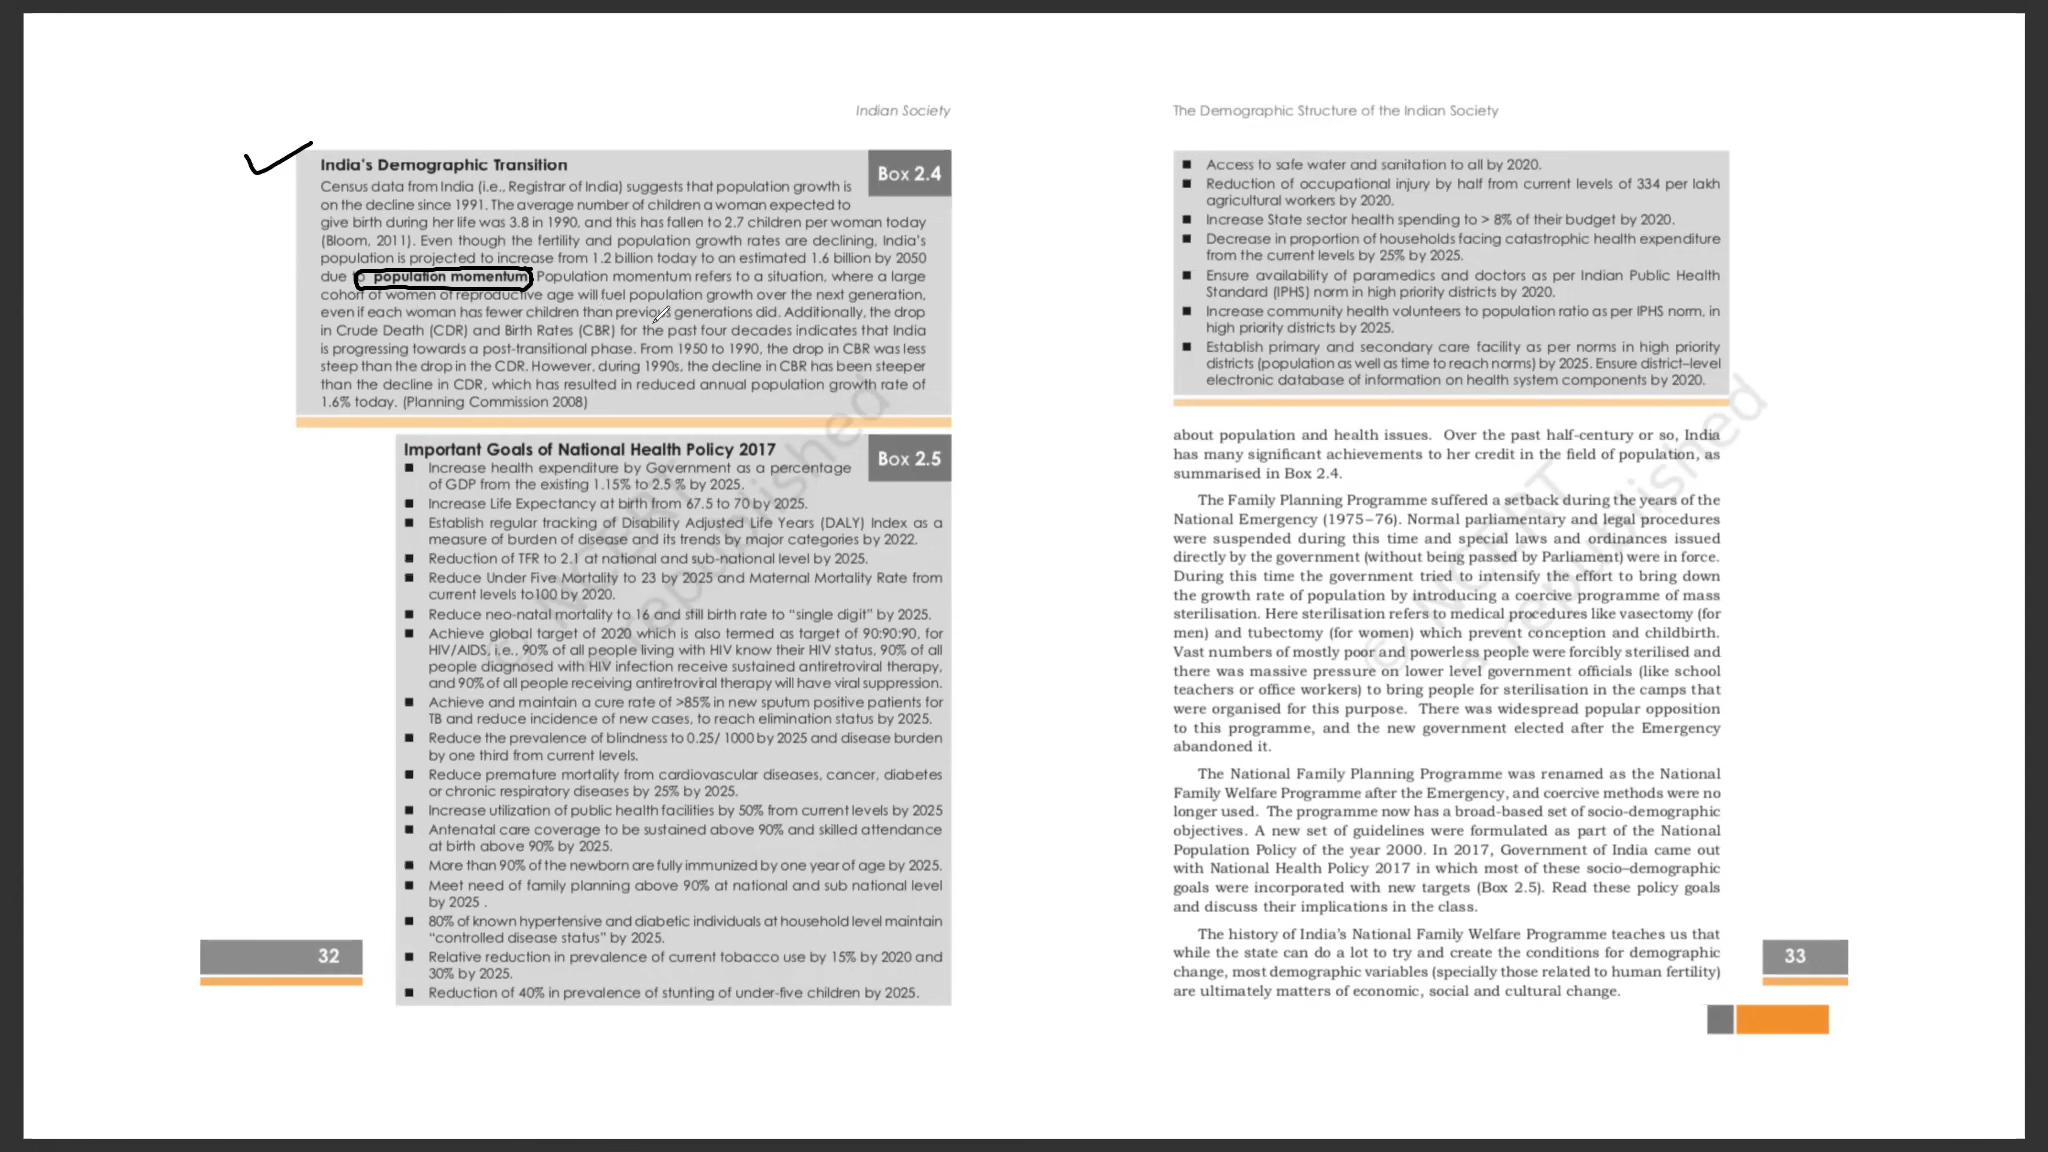 Indian Society
India's Demographic Transition
Box 2.4
Census data from India (i.e., Registrar of India) suggests that population growth is
on the decline since 1991. The average number of children a woman expected to
give birth during her life was 3.8 in 1990, and this has fallen to 2.7 children per woman today
(Bloom, 2011). Even though the fertility and population growth rates are declining, India's
population is projected to increase from 1.2 billion today to an estimated 1.6 billion by 2050
due to population momentum. Population momentum refers to a situation, where a large
cohort of women of reproductive age will fuel population growth over the next generation,
even if each woman has fewer children than previous generations did. Additionally, the drop
in Crude Death (CDR) and Birth Rates (CBR) for the past four decades indicates that India
is progressing towards a post-transitional phase. From 1950 to 1990, the drop in CBR was less
steep than the drop in the CDR. However, during 1990s, the decline in CBR has been steeper
than the decline in CDR, which has resulted in reduced annual population growth rate of
1.6% today. (Planning Commission 2008)
Important Goals of National Health Policy 2017
Box 2.5
■ Increase health expenditure by Government as a percentage
of GDP from the existing 1.15% to 2.5 % by 2025.
■ Increase Life Expectancy at birth from 67.5 to 70 by 2025.
■ Establish regular tracking of Disability Adjusted Life Years (DALY) Index as a
measure of burden of disease and its trends by major categories by 2022.
■ Reduction of TFR to 2.1 at national and sub-national level by 2025.
■ Reduce Under Five Mortality to 23 by 2025 and Maternal Mortality Rate from
current levels to100 by 2020.
■ Reduce neo-natal mortality to 16 and still birth rate to “single digit” by 2025.
■ Achieve global target of 2020 which is also termed as target of 90:90:90, for
HIV/AIDS, i.e., 90% of all people living with HIV know their HIV status, 90% of all
people diagnosed with HIV infection receive sustained antiretroviral therapy,
and 90% of all people receiving antiretroviral therapy will have viral suppression.
■ Achieve and maintain a cure rate of >85% in new sputum positive patients for
TB and reduce incidence of new cases, to reach elimination status by 2025.
■ Reduce the prevalence of blindness to 0.25/ 1000 by 2025 and disease burden
by one third from current levels.
■ Reduce premature mortality from cardiovascular diseases, cancer, diabetes
or chronic respiratory diseases by 25% by 2025.
■ Increase utilization of public health facilities by 50% from current levels by 2025
■ Antenatal care coverage to be sustained above 90% and skilled attendance
at birth above 90% by 2025.
■ More than 90% of the newborn are fully immunized by one year of age by 2025.
■ Meet need of family planning above 90% at national and sub national level
by 2025 .
■ 80% of known hypertensive and diabetic individuals at household level maintain
“controlled disease status” by 2025.
■ Relative reduction in prevalence of current tobacco use by 15% by 2020 and
30% by 2025.
■ Reduction of 40% in prevalence of stunting of under-five children by 2025.
32
The Demographic Structure of the Indian Society
■ Access to safe water and sanitation to all by 2020.
■ Reduction of occupational injury by half from current levels of 334 per lakh
agricultural workers by 2020.
■ Increase State sector health spending to > 8% of their budget by 2020.
■ Decrease in proportion of households facing catastrophic health expenditure
from the current levels by 25% by 2025.
■ Ensure availability of paramedics and doctors as per Indian Public Health
Standard (IPHS) norm in high priority districts by 2020.
■ Increase community health volunteers to population ratio as per IPHS norm, in
high priority districts by 2025.
■ Establish primary and secondary care facility as per norms in high priority
districts (population as well as time to reach norms) by 2025. Ensure district–level
electronic database of information on health system components by 2020.
about population and health issues. Over the past half-century or so, India
has many significant achievements to her credit in the field of population, as
summarised in Box 2.4.
The Family Planning Programme suffered a setback during the years of the
National Emergency (1975–76). Normal parliamentary and legal procedures
were suspended during this time and special laws and ordinances issued
directly by the government (without being passed by Parliament) were in force.
During this time the government tried to intensify the effort to bring down
the growth rate of population by introducing a coercive programme of mass
sterilisation. Here sterilisation refers to medical procedures like vasectomy (for
men) and tubectomy (for women) which prevent conception and childbirth.
Vast numbers of mostly poor and powerless people were forcibly sterilised and
there was massive pressure on lower level government officials (like school
teachers or office workers) to bring people for sterilisation in the camps that
were organised for this purpose. There was widespread popular opposition
to this programme, and the new government elected after the Emergency
abandoned it.
The National Family Planning Programme was renamed as the National
Family Welfare Programme after the Emergency, and coercive methods were no
longer used. The programme now has a broad-based set of socio-demographic
objectives. A new set of guidelines were formulated as part of the National
Population Policy of the year 2000. In 2017, Government of India came out
with National Health Policy 2017 in which most of these socio–demographic
goals were incorporated with new targets (Box 2.5). Read these policy goals
and discuss their implications in the class.
The history of India's National Family Welfare Programme teaches us that
while the state can do a lot to try and create the conditions for demographic
change, most demographic variables (specially those related to human fertility)
are ultimately matters of economic, social and cultural change.
33
© NCERT
republished
© NCERT
republished